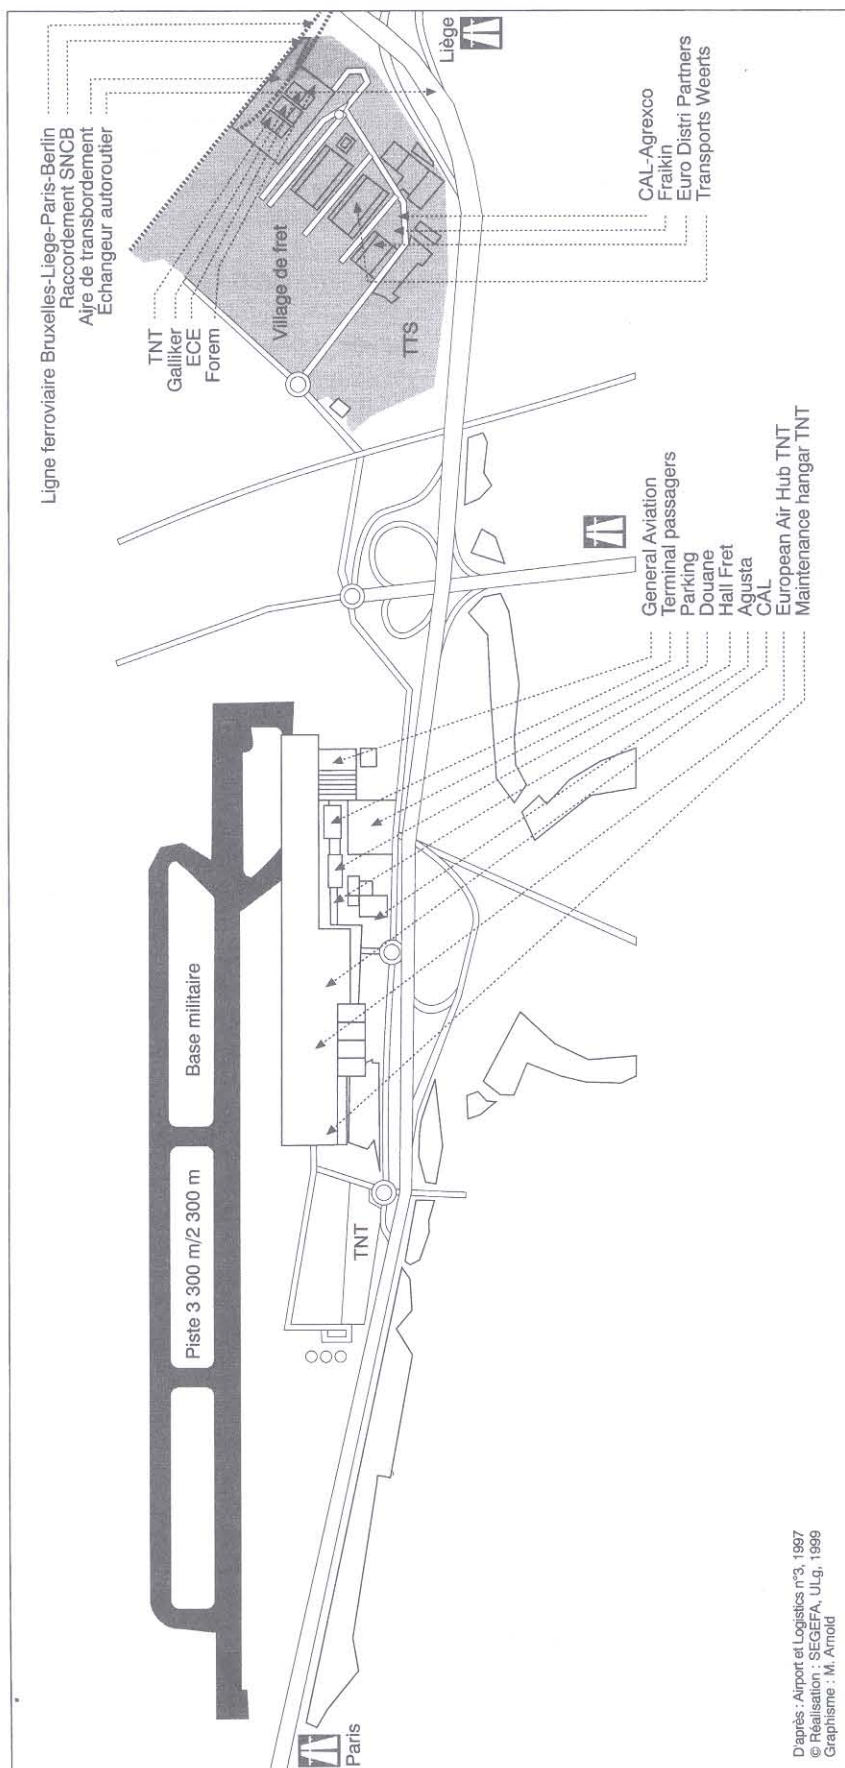 Ligne ferroviaire Bruxelles-Liege-Paris-Berlin
Raccordement SNCB
Aire de transbordement
Echangeur autoroutier
TNT
Galliker
ECE
Forem
Village de fret
TTS
Liège
CAL-Agrexco
Fraikin
Euro Distri Partners
Transports Weerts
General Aviation
Terminal passagers
Parking
Douane
Hall Fret
Agusta
CAL
European Air Hub TNT
Maintenance hangar TNT
Base militaire
Piste 3 300 m/2 300 m
TNT
Paris
D'après : Airport et Logistics n°3, 1997
© Réalisation : SEGEFA, ULg, 1999
Graphisme : M. Arnold